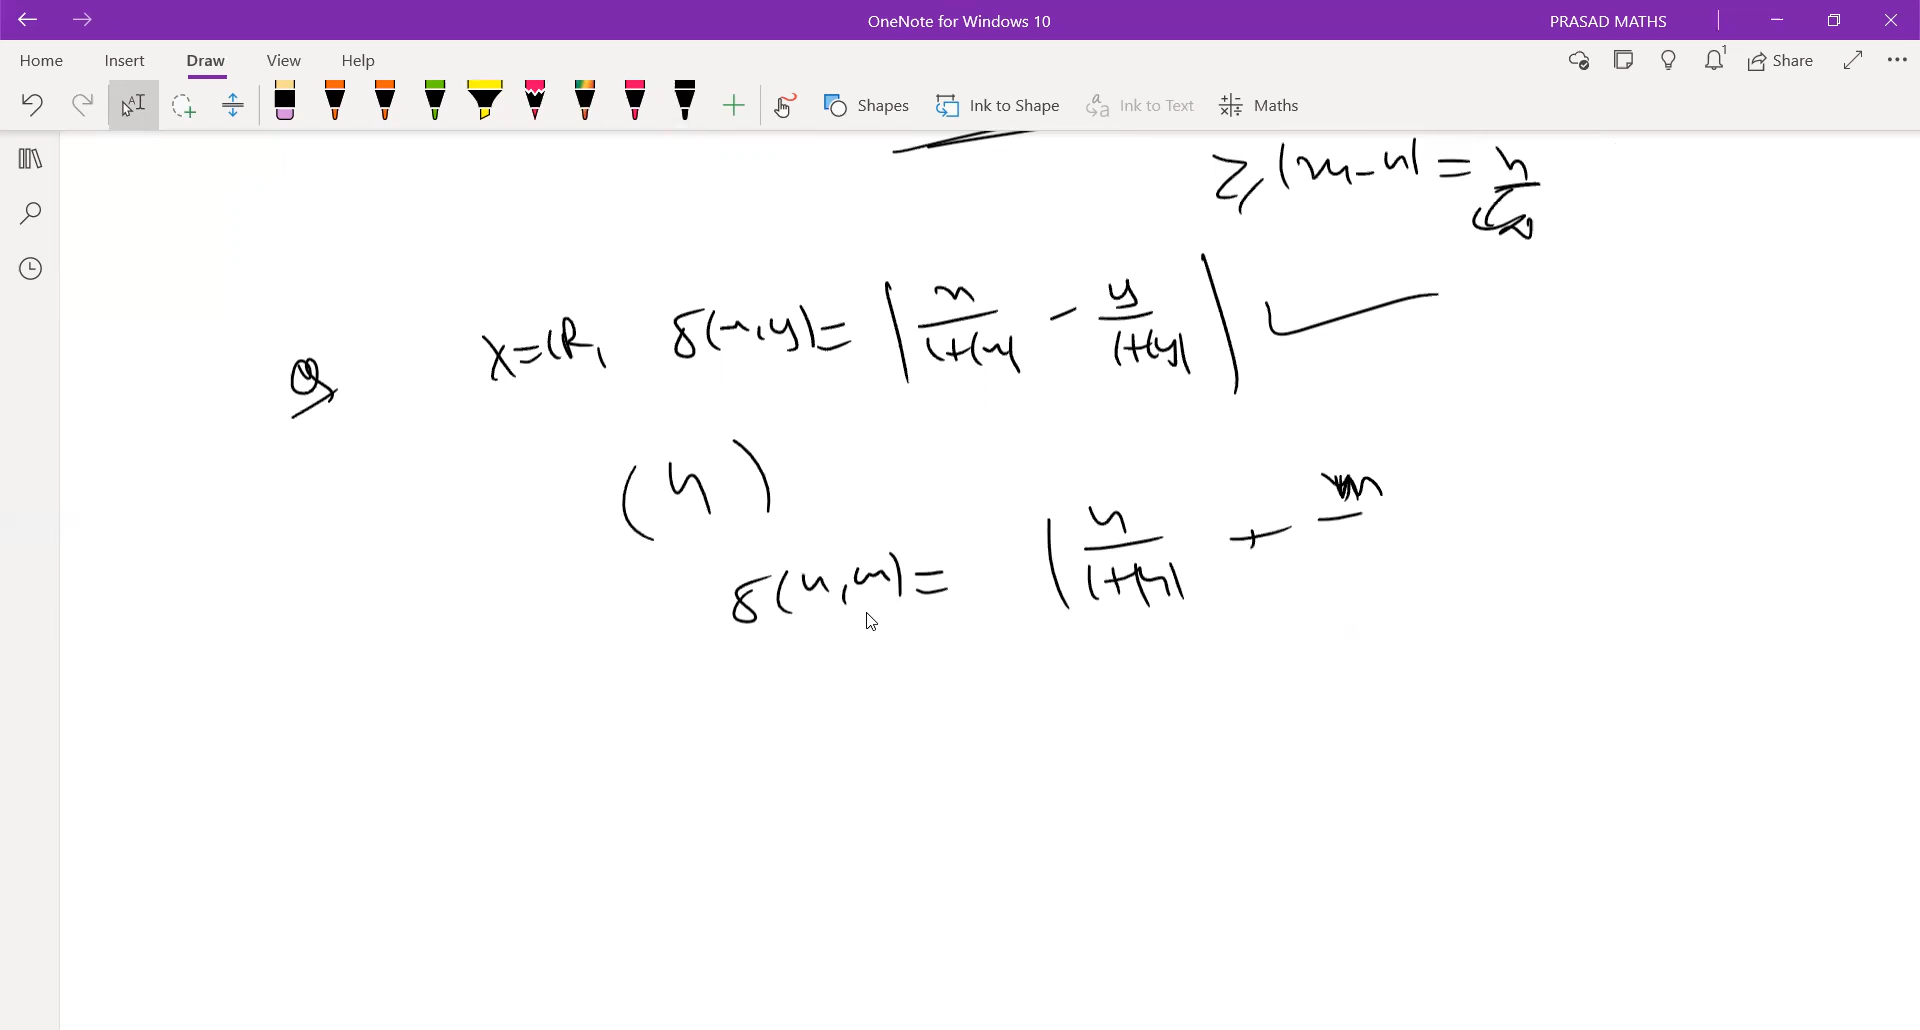 OneNote for Windows 10
PRASAD MATHS
Home Insert Draw View Help
1
Share
Shapes
Ink to Shape
Ink to Text
Maths
|m-n| =
Q
X=ℝ, δ(x,y)= | x/(1+|x|) - y/(1+|y|) |
(n)
δ(n,m)= | n/(1+|n|)